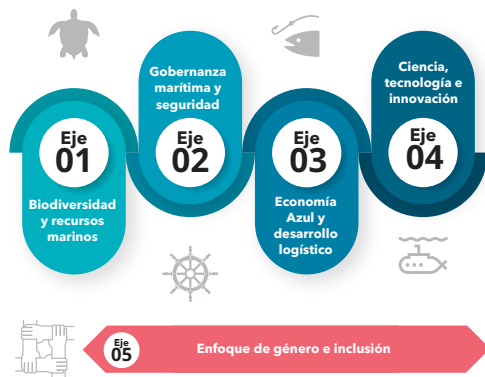 Eje
01
Biodiversidad
y recursos
marinos
Gobernanza
marítima y
seguridad
Eje
02
Eje
03
Economía
Azul y
desarrollo
logístico
Ciencia,
tecnología e
innovación
Eje
04
Eje
05
Enfoque de género e inclusión